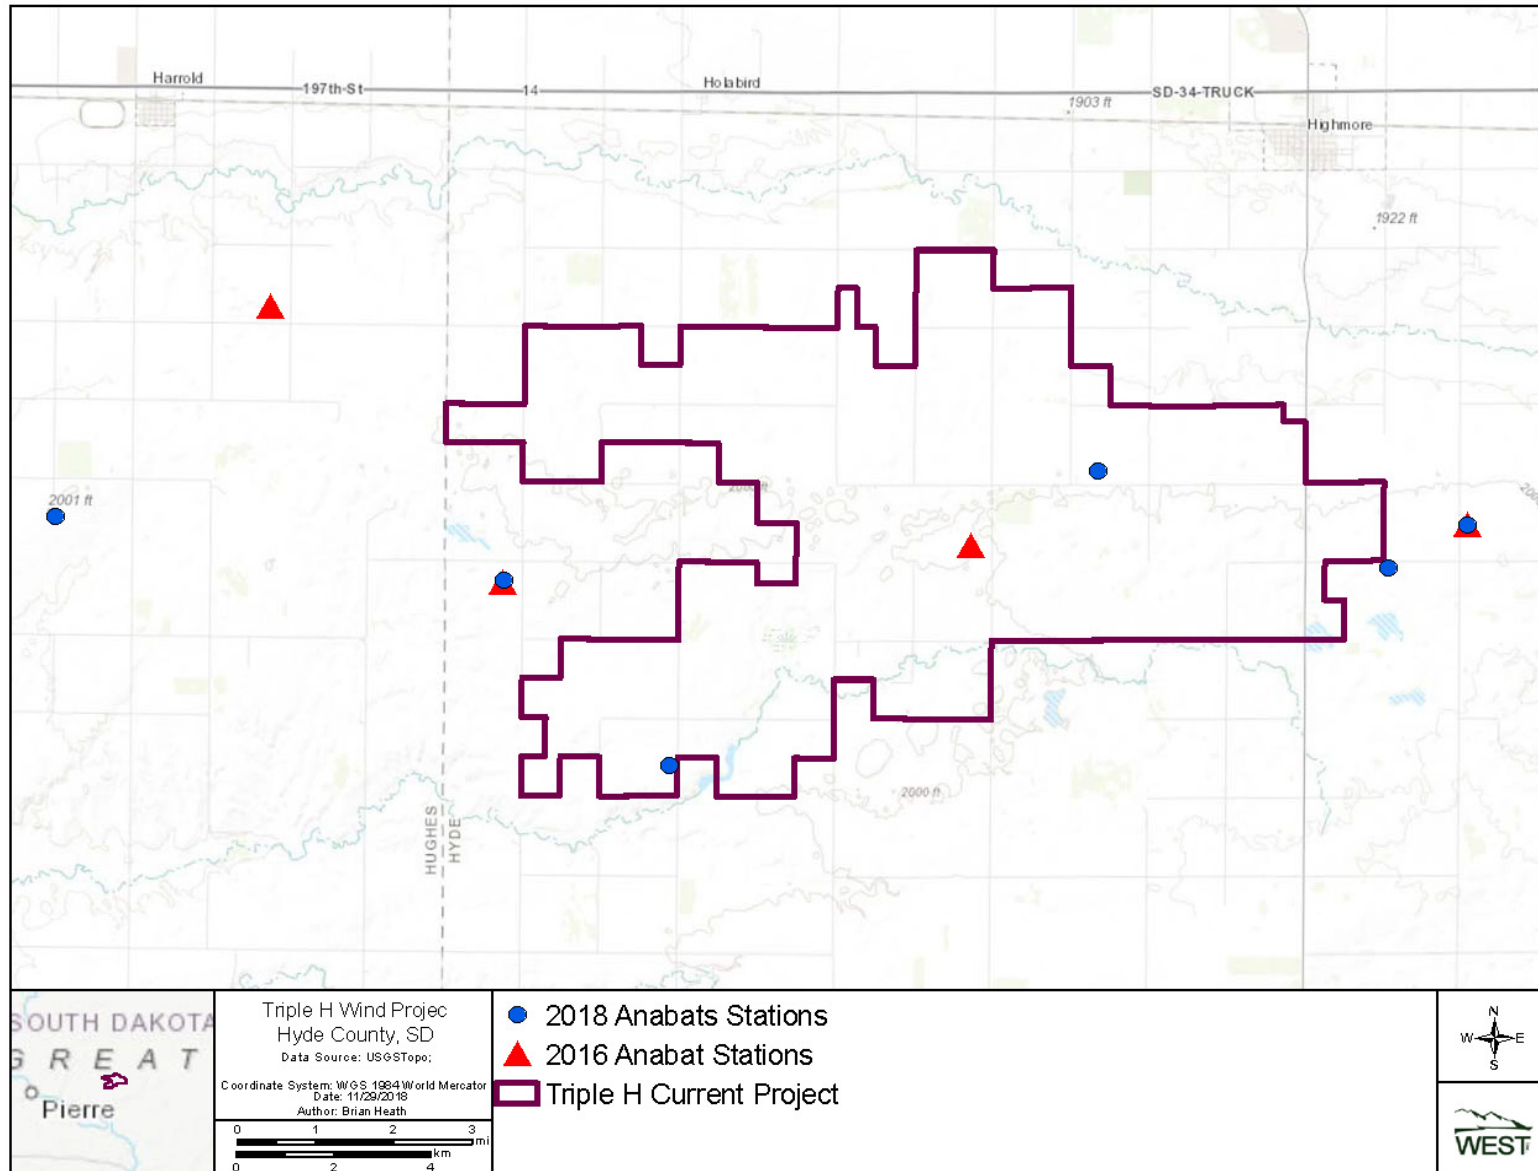 Harrold
197th-St
14
Holabird
SD-34-TRUCK
1903 ft
Highmore
1922 ft
2001 ft
2000 ft
HUGHES
HYDE
SOUTH DAKOTA
G R E A T
Pierre
Triple H Wind Projec
Hyde County, SD
Data Source: USGSTopo;
Coordinate System: WGS 1984 World Mercator
Date: 11/29/2018
Author: Brian Heath
0 1 2 3
mi
km
0 2 4
2018 Anabats Stations
2016 Anabat Stations
Triple H Current Project
N
W E
S
WEST